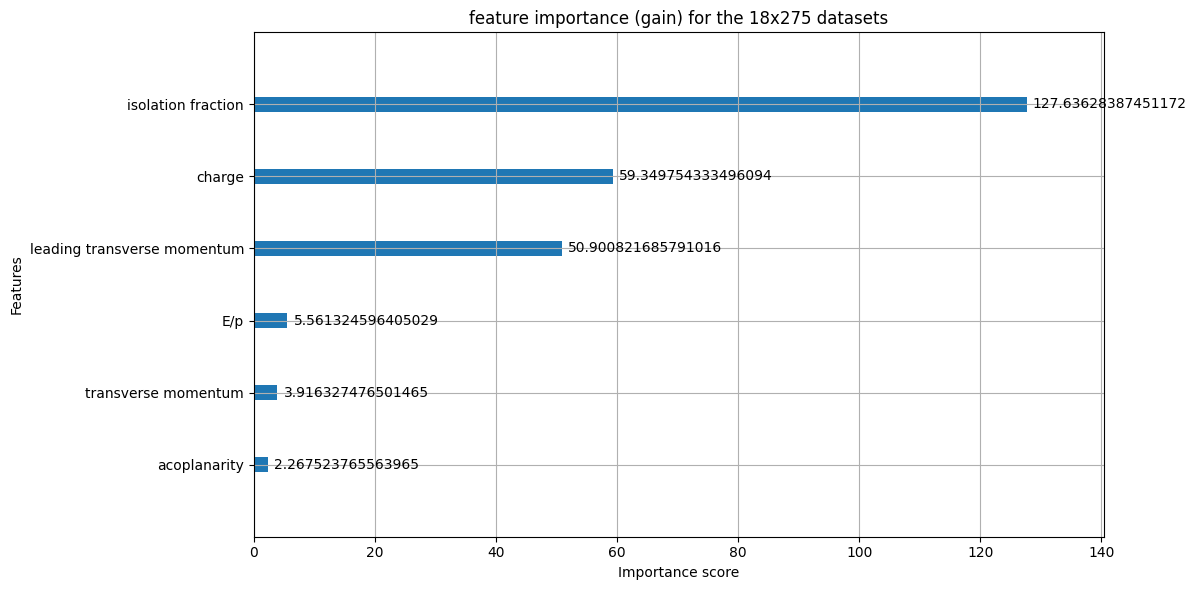 feature importance (gain) for the 18x275 datasets
isolation fraction
127.63628387451172
charge
59.349754333496094
leading transverse momentum
50.900821685791016
Features
E/p
5.561324596405029
transverse momentum
3.916327476501465
acoplanarity
2.267523765563965
0 20 40 60 80 100 120 140
Importance score